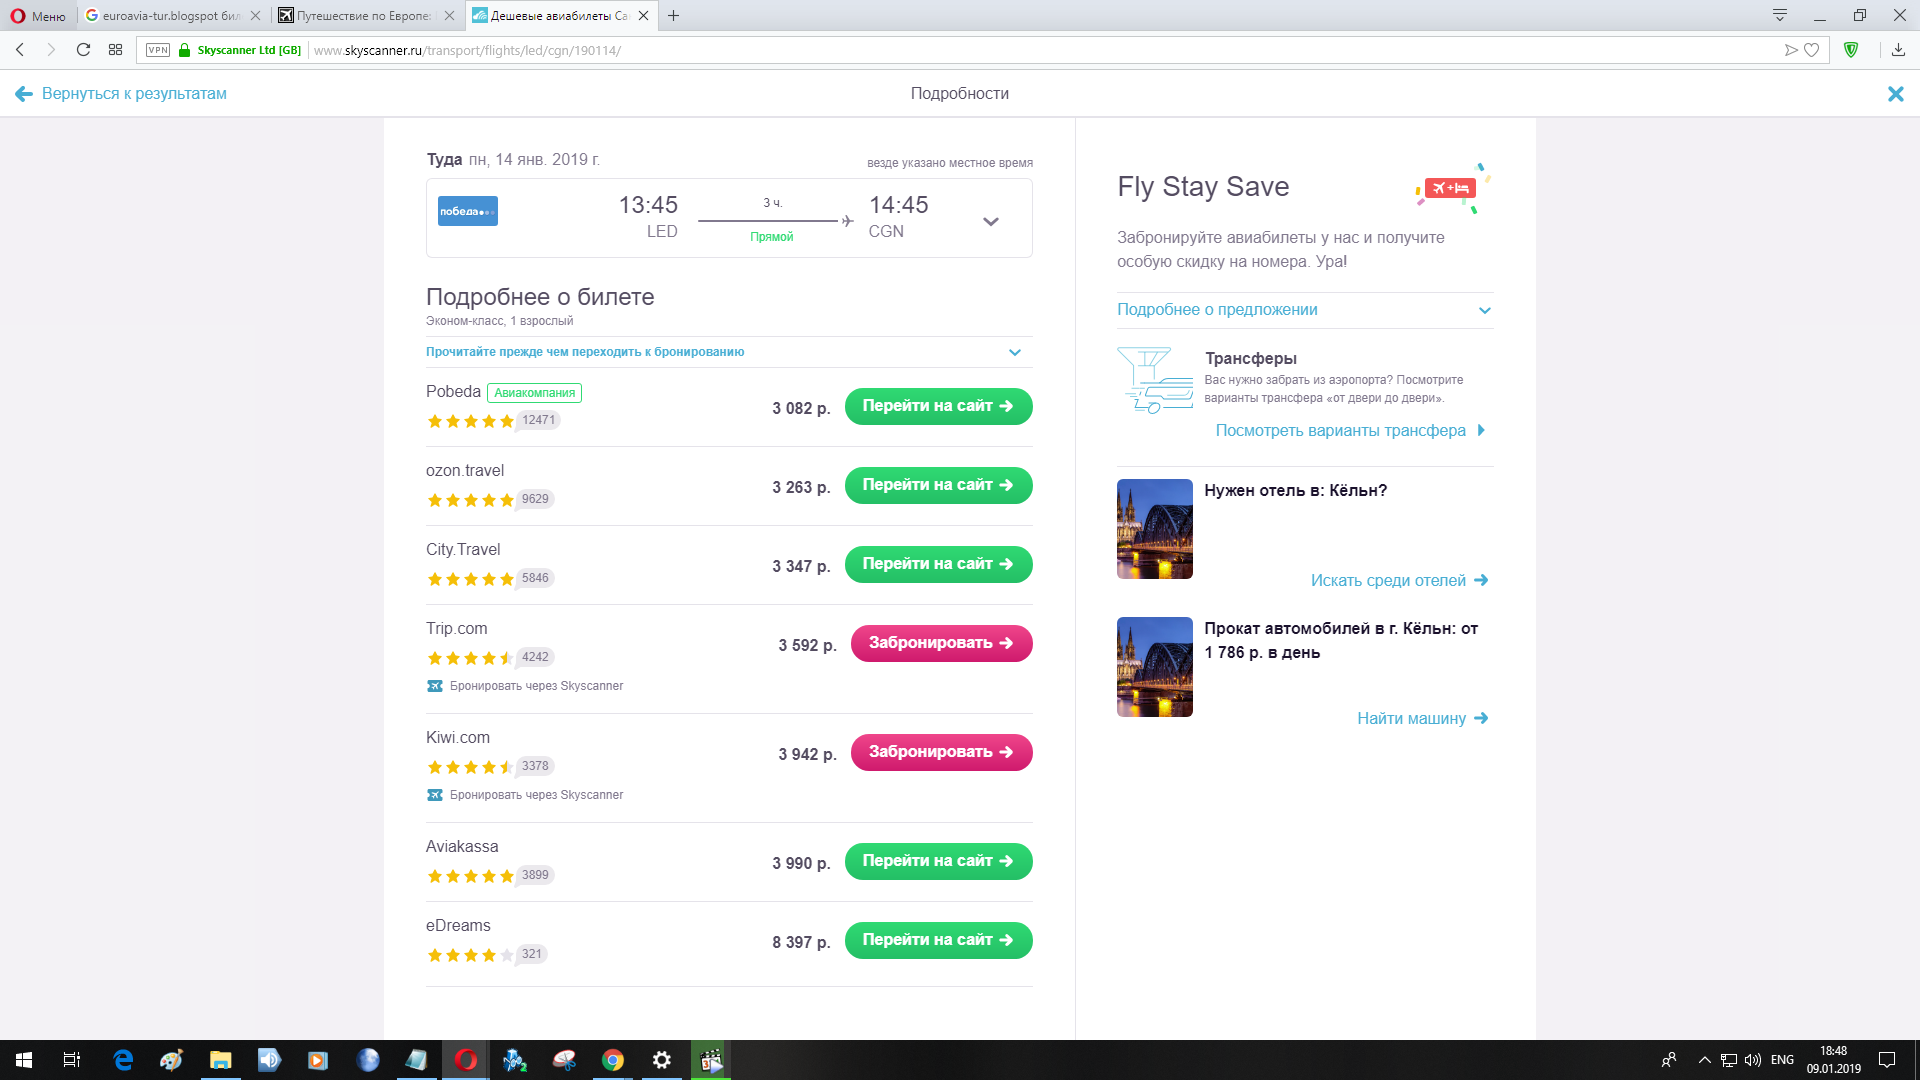 Меню
euroavia-tur.blogspot бил
Путешествие по Европе:
Дешевые авиабилеты Са
VPN
Skyscanner Ltd [GB]
www.skyscanner.ru/transport/flights/led/cgn/190114/
Вернуться к результатам
Подробности
Туда пн, 14 янв. 2019 г.
везде указано местное время
победа
13:45
3 ч.
14:45
LED
Прямой
CGN
Подробнее о билете
Эконом-класс, 1 взрослый
Прочитайте прежде чем переходить к бронированию
Pobeda Авиакомпания
12471
3 082 р.
Перейти на сайт
ozon.travel
9629
3 263 р.
Перейти на сайт
City.Travel
5846
3 347 р.
Перейти на сайт
Trip.com
4242
3 592 р.
Забронировать
Бронировать через Skyscanner
Kiwi.com
3378
3 942 р.
Забронировать
Бронировать через Skyscanner
Aviakassa
3899
3 990 р.
Перейти на сайт
eDreams
321
8 397 р.
Перейти на сайт
Fly Stay Save
Забронируйте авиабилеты у нас и получите
особую скидку на номера. Ура!
Подробнее о предложении
Трансферы
Вас нужно забрать из аэропорта? Посмотрите
варианты трансфера «от двери до двери».
Посмотреть варианты трансфера
Нужен отель в: Кёльн?
Искать среди отелей
Прокат автомобилей в г. Кёльн: от
1 786 р. в день
Найти машину
ENG
18:48
09.01.2019